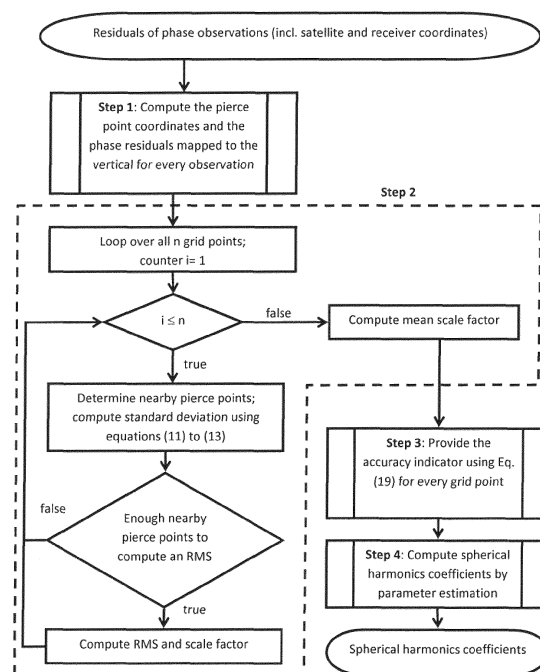 Residuals of phase observations (incl. satellite and receiver coordinates)
Step 1: Compute the pierce
point coordinates and the
phase residuals mapped to the
vertical for every observation
Step 2
Loop over all n grid points;
counter i= 1
i ≤ n
false
Compute mean scale factor
true
Determine nearby pierce points;
compute standard deviation using
equations (11) to (13)
Step 3: Provide the
accuracy indicator using Eq.
(19) for every grid point
false
Enough nearby
pierce points to
compute an RMS
Step 4: Compute spherical
harmonics coefficients by
parameter estimation
true
Compute RMS and scale factor
Spherical harmonics coefficients